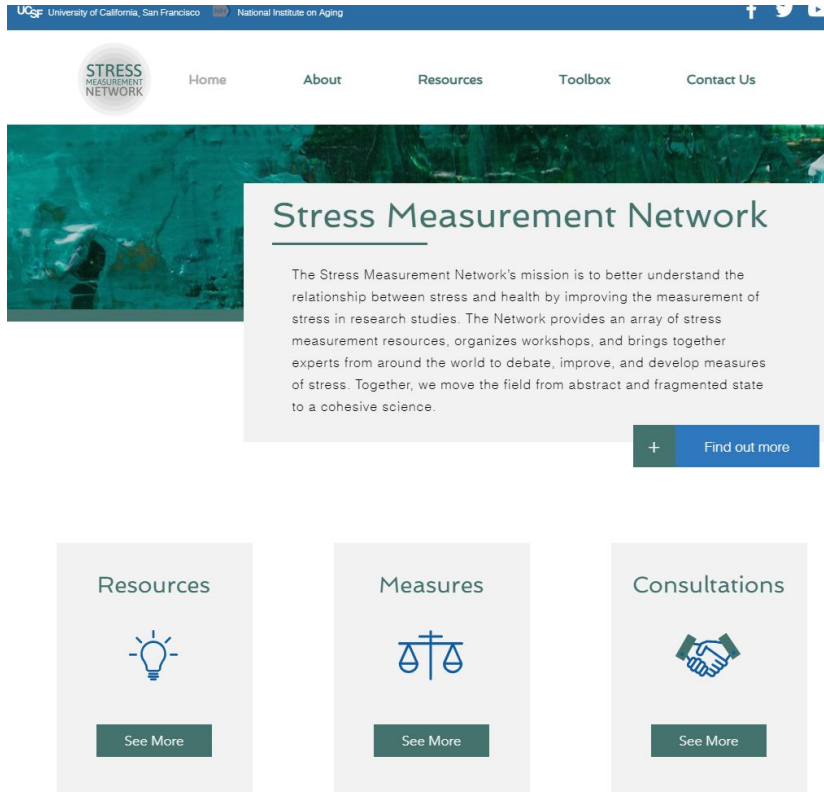 UCSF University of California, San Francisco NIH National Institute on Aging
STRESS
MEASUREMENT
NETWORK
Home About Resources Toolbox Contact Us
Stress Measurement Network
The Stress Measurement Network's mission is to better understand the
relationship between stress and health by improving the measurement of
stress in research studies. The Network provides an array of stress
measurement resources, organizes workshops, and brings together
experts from around the world to debate, improve, and develop measures
of stress. Together, we move the field from abstract and fragmented state
to a cohesive science.
+ Find out more
Resources Measures Consultations
See More See More See More